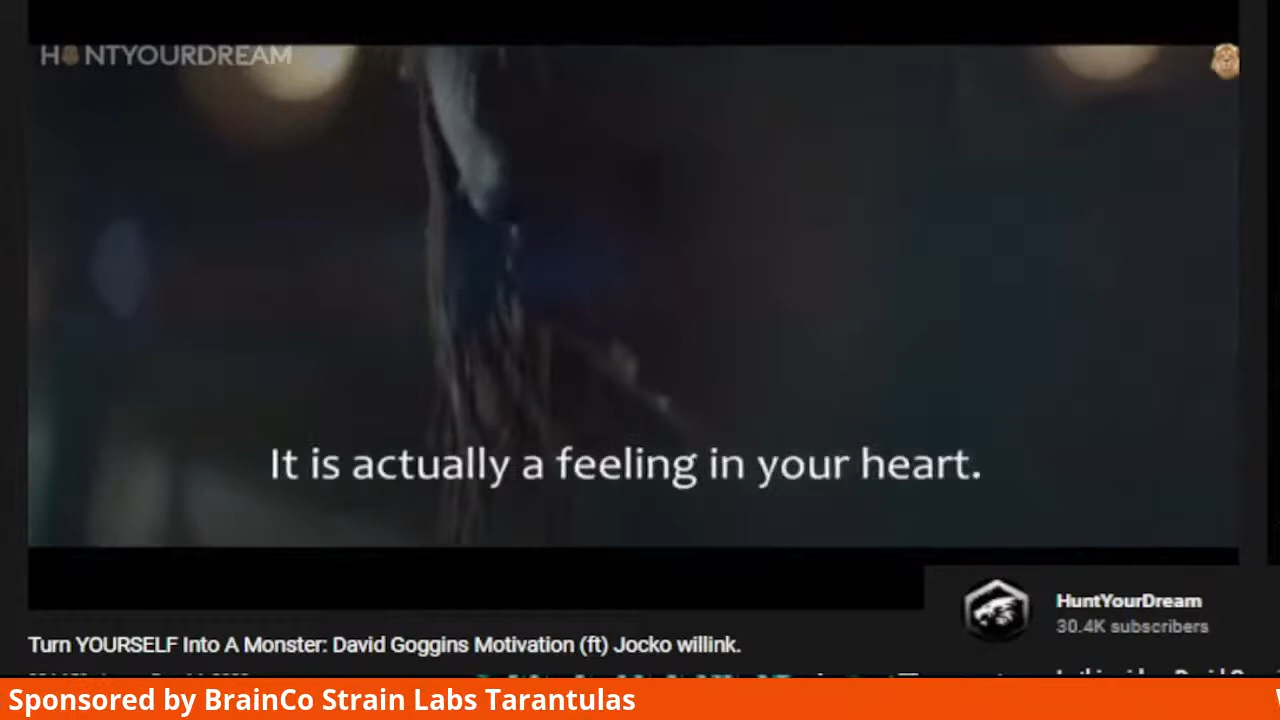 HUNTYOURDREAM
It is actually a feeling in your heart.
HuntYourDream
30.4K subscribers
Turn YOURSELF Into A Monster: David Goggins Motivation (ft) Jocko willink.
Sponsored by BrainCo Strain Labs Tarantulas